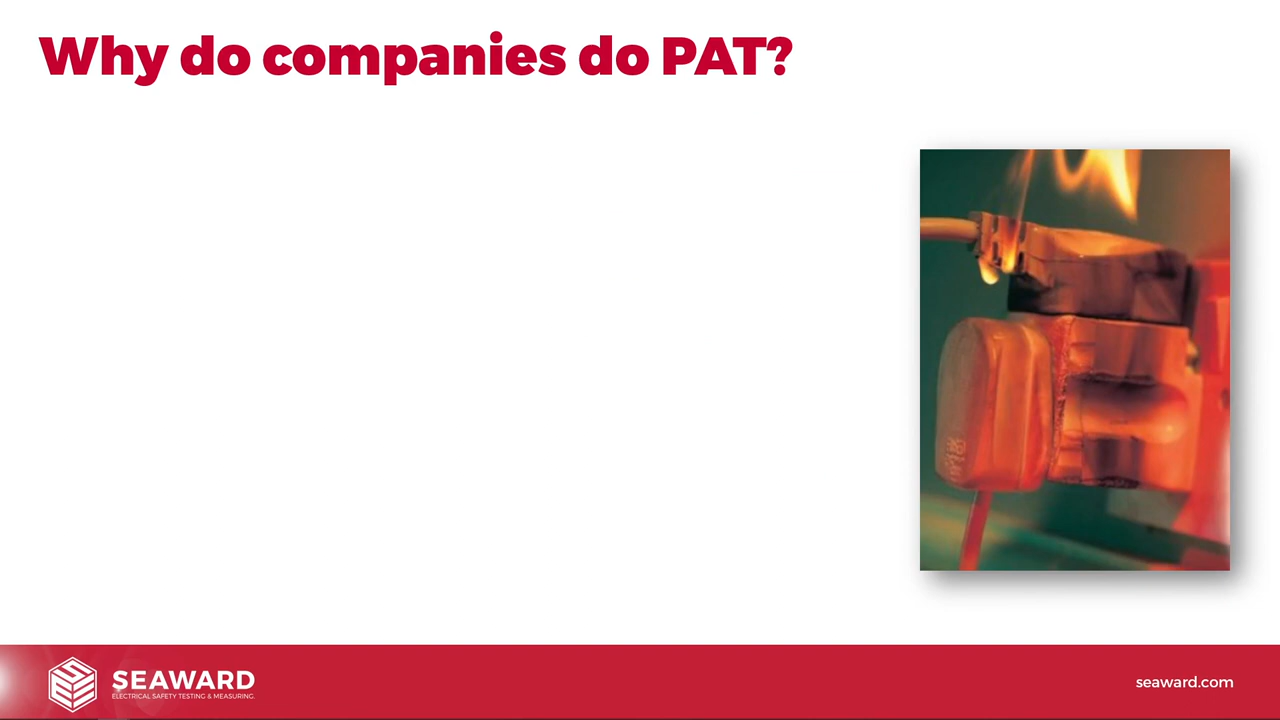 Why do companies do PAT?
SEAWARD
ELECTRICAL SAFETY TESTING & MEASURING.
seaward.com